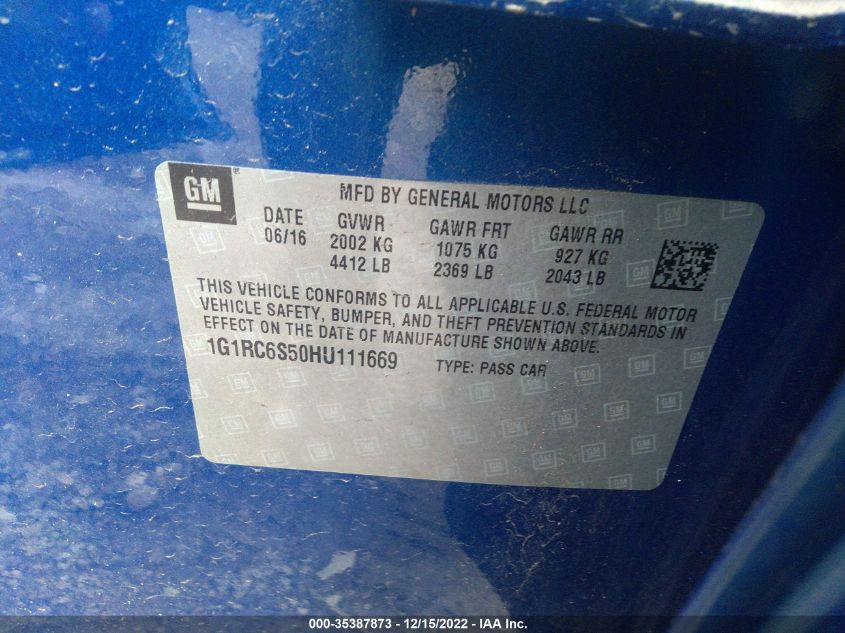 GM
MFD BY GENERAL MOTORS LLC
DATE GVWR GAWR FRT GAWR RR
06/16 2002 KG 1075 KG 927 KG
4412 LB 2369 LB 2043 LB
THIS VEHICLE CONFORMS TO ALL APPLICABLE U.S. FEDERAL MOTOR
VEHICLE SAFETY, BUMPER, AND THEFT PREVENTION STANDARDS IN
EFFECT ON THE DATE OF MANUFACTURE SHOWN ABOVE.
1G1RC6S50HU111669 TYPE: PASS CAR
000-35387873 - 12/15/2022 - IAA Inc.